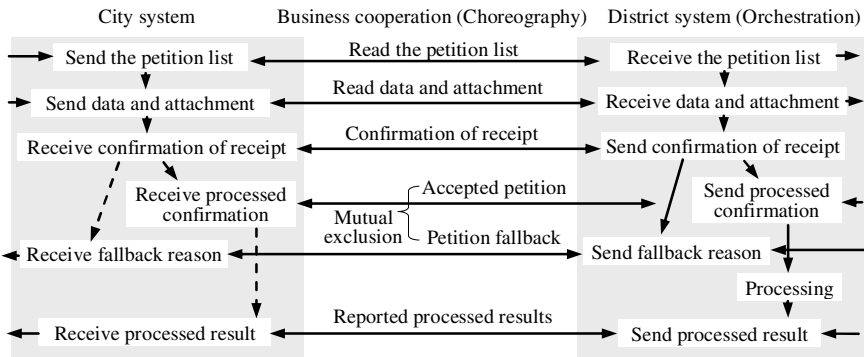 City system Business cooperation (Choreography) District system (Orchestration)
Send the petition list Read the petition list Receive the petition list
Send data and attachment Read data and attachment Receive data and attachment
Receive confirmation of receipt Confirmation of receipt Send confirmation of receipt
Receive processed
confirmation
Accepted petition
Send processed
confirmation
Mutual
exclusion
Receive fallback reason Petition fallback Send fallback reason
Processing
Receive processed result Reported processed results Send processed result